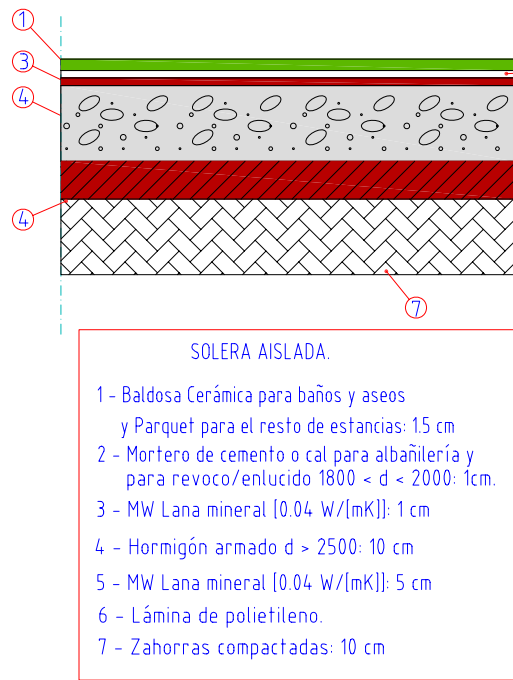 1
3
4
4
7
SOLERA AISLADA.
1 - Baldosa Cerámica para baños y aseos
y Parquet para el resto de estancias: 1.5 cm
2 - Mortero de cemento o cal para albañilería y
para revoco/enlucido 1800 < d < 2000: 1cm.
3 - MW Lana mineral [0.04 W/[mK]]: 1 cm
4 - Hormigón armado d > 2500: 10 cm
5 - MW Lana mineral [0.04 W/[mK]]: 5 cm
6 - Lámina de polietileno.
7 - Zahorras compactadas: 10 cm